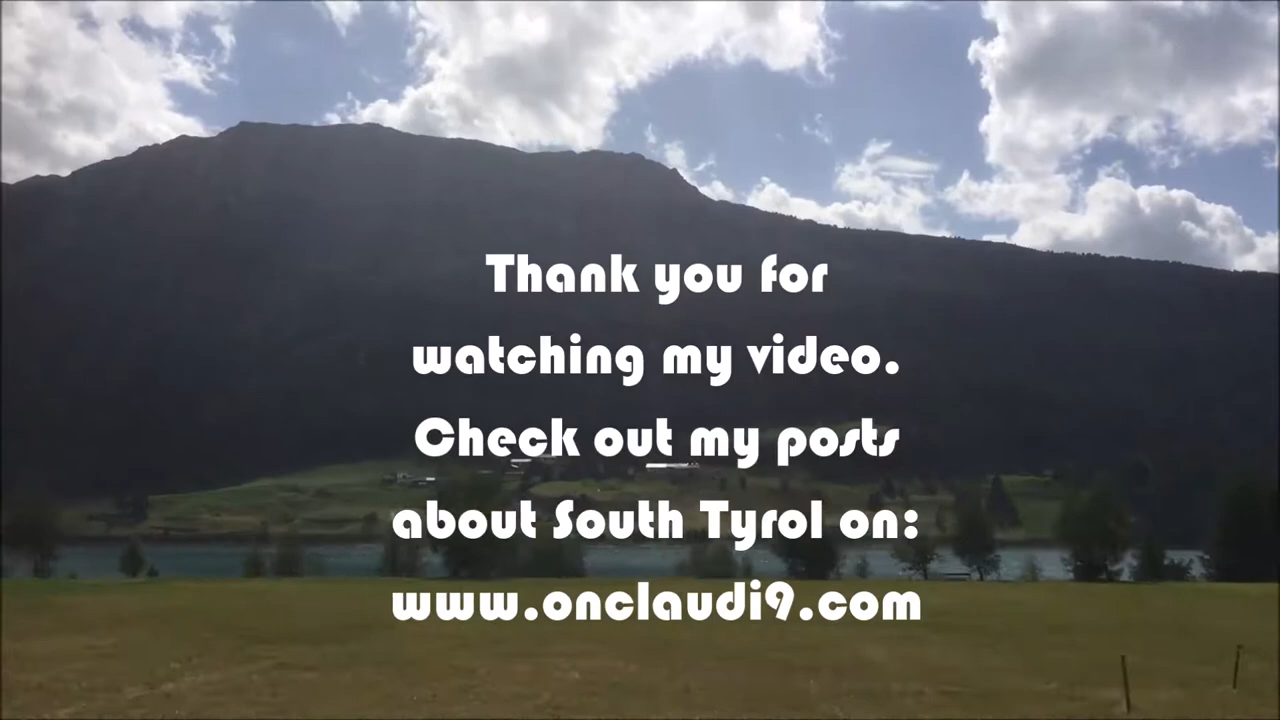 Thank you for
watching my video.
Check out my posts
about South Tyrol on:
www.onclaudi9.com